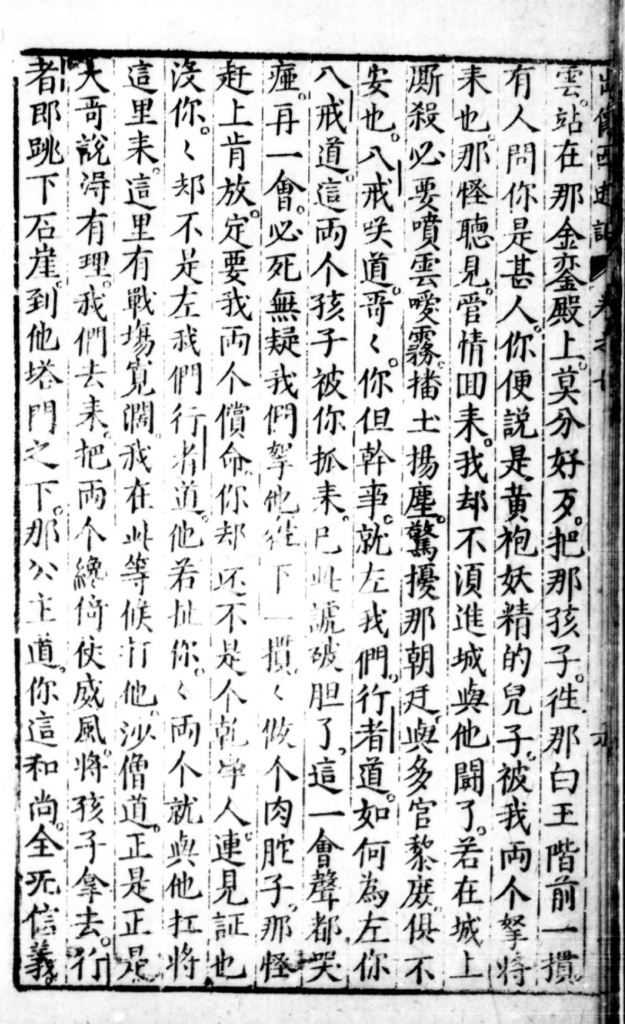 雲站在那金鑾殿上莫分好歹把那孩子徃那白玉階前一摜
有人問你是甚人你便說是黃袍妖精的兒子被我兩个拏將
來也那怪聽見管情囬來我却不湏進城與他鬪了若在城上
厮殺必要噴雲噯霧播土揚塵驚擾那朝廷與多官黎庶俱不
安也八戒笑道哥〱你但幹事就左我們行者道如何為左你
八戒道這兩个孩子被你抓來已此諕破胆了這一會聲都哭
瘂再一會必死無疑我們拏他徃下一摜〱做个肉𰯌子那怪
赶上肯放定要我兩个償命你却还不是个乾淨人連見証也
沒你〱却不是左我們行者道他若扯你〱兩个就與他扛將
這里來這里有戰塲寬濶我在此等候打他沙僧道正是正是
大哥說得有理我們去來把兩个纔倚使威風將孩子拿去行
者即跳下石崖到他塔門之下那公主道你這和尚全无信義